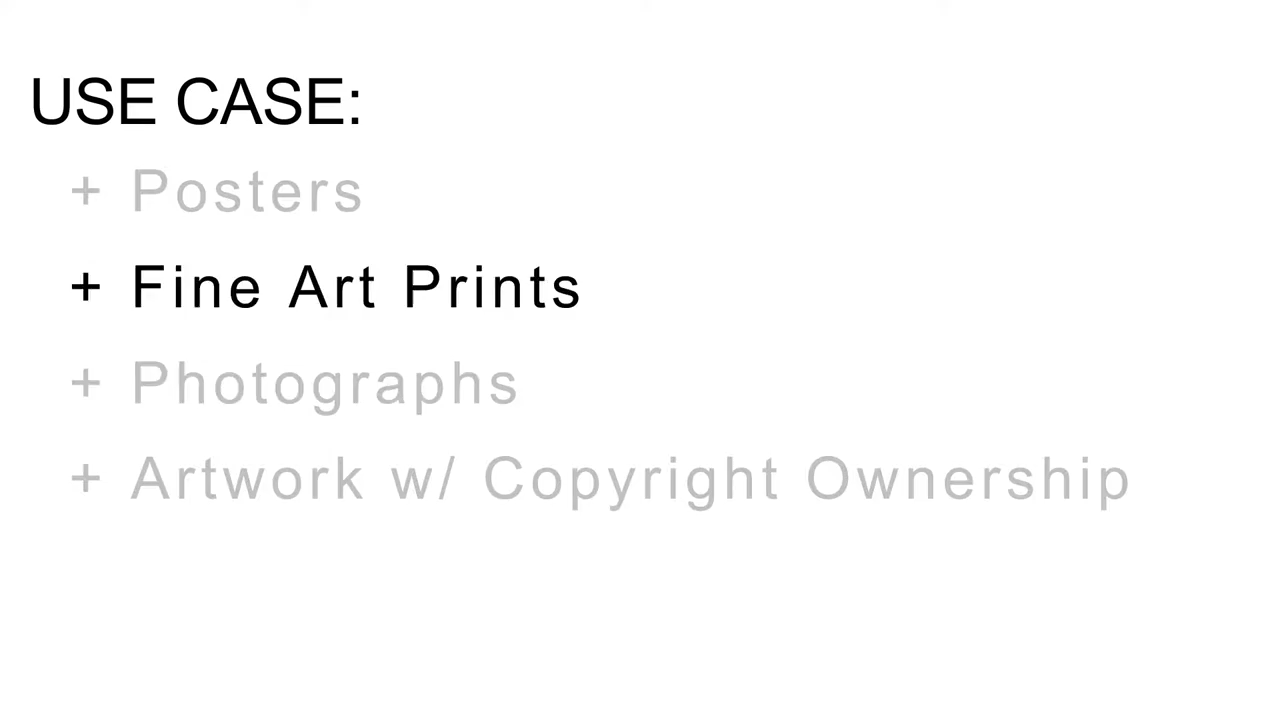 USE CASE:
+ Posters
+ Fine Art Prints
+ Photographs
+ Artwork w/ Copyright Ownership